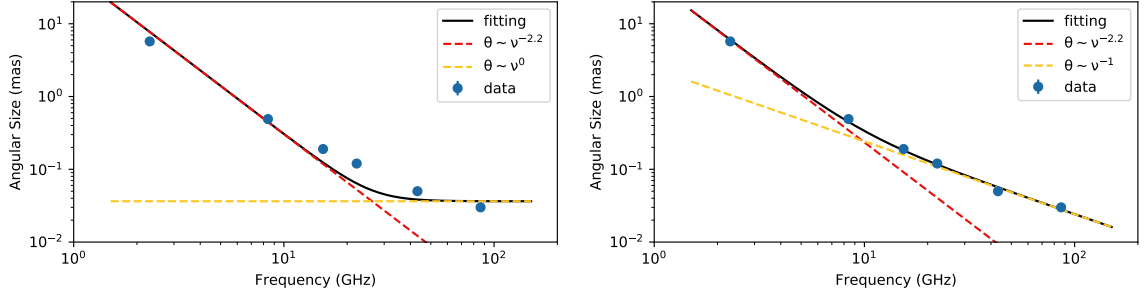 Angular Size (mas)
10¹
10⁰
10⁻¹
10⁻²
10⁰
10¹
10²
Frequency (GHz)
fitting
θ ~ ν⁻²·²
θ ~ ν⁰
data
Angular Size (mas)
10¹
10⁰
10⁻¹
10⁻²
10⁰
10¹
10²
Frequency (GHz)
fitting
θ ~ ν⁻²·²
θ ~ ν⁻¹
data